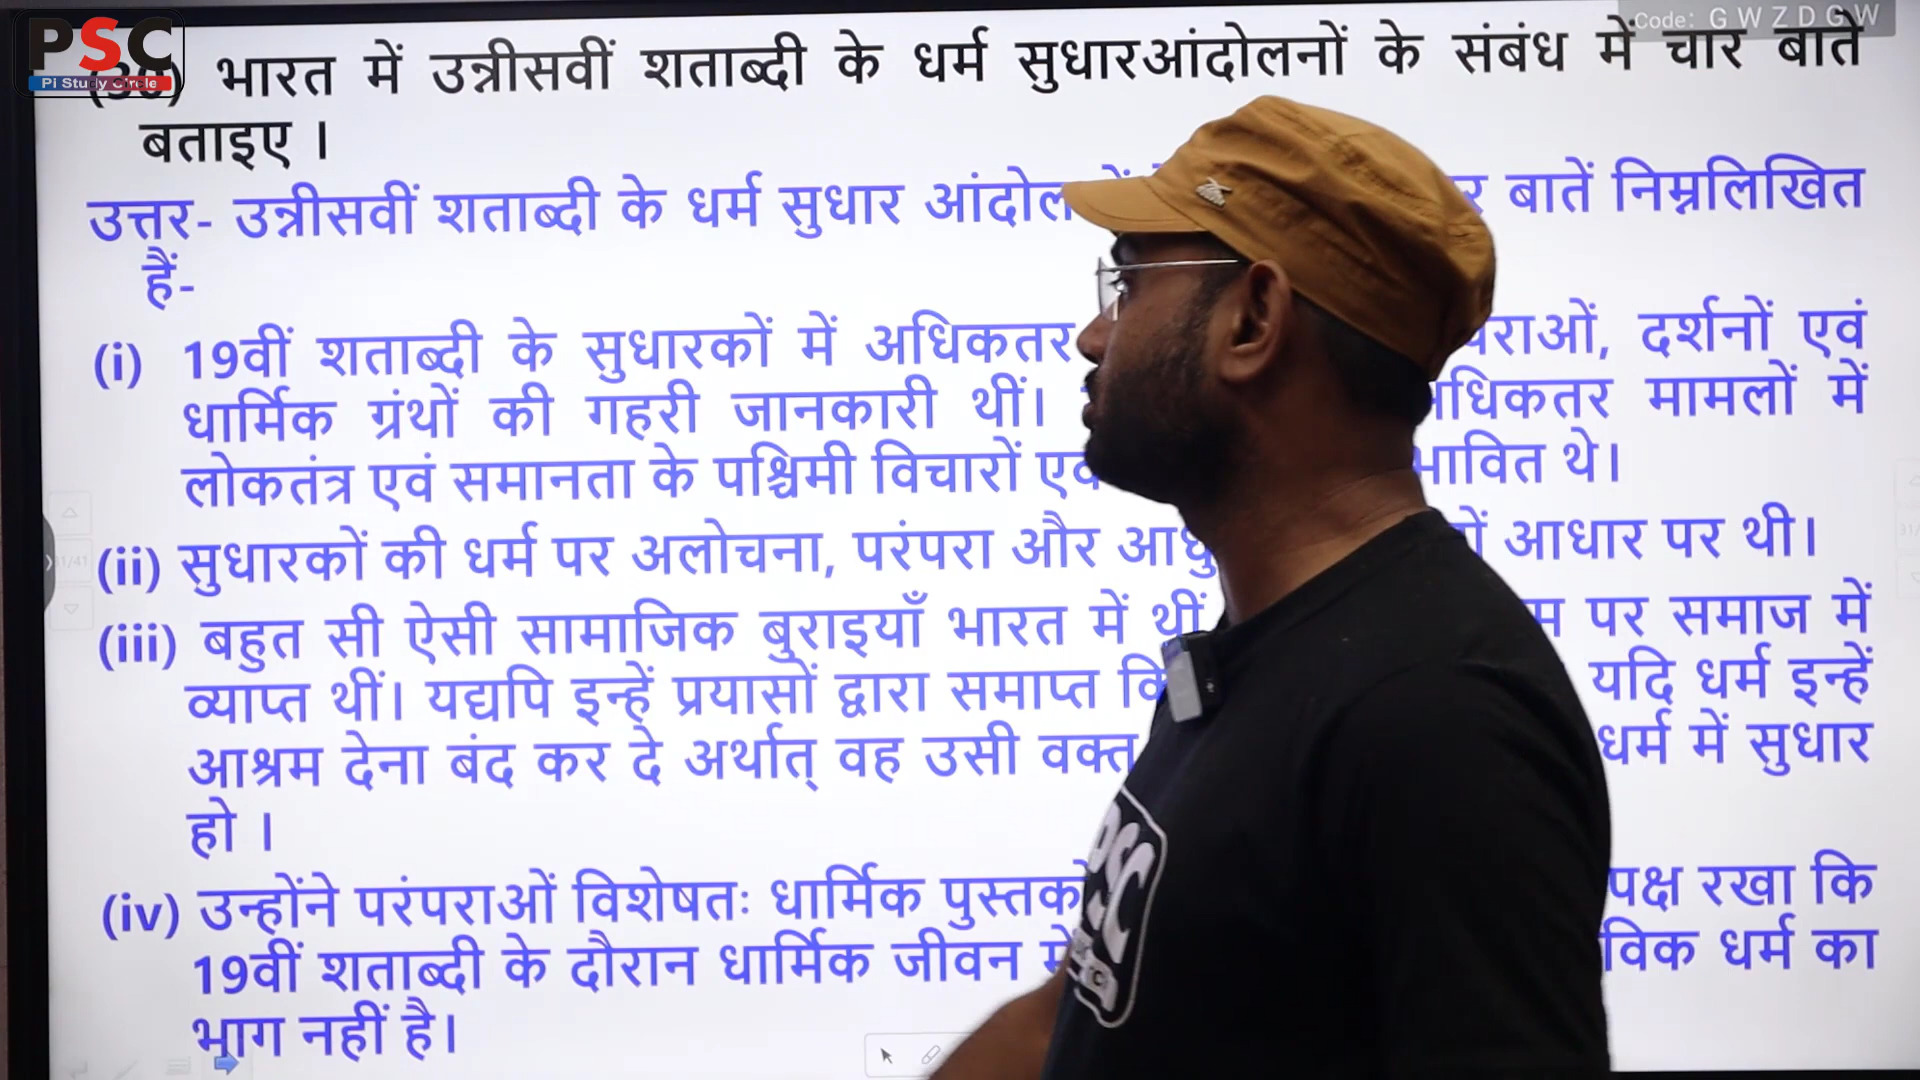 PSC
Pi Study Circle
Code: G W Z D G W
(30) भारत में उन्नीसवीं शताब्दी के धर्म सुधारआंदोलनों के संबंध में चार बातें
बताइए ।
उत्तर- उन्नीसवीं शताब्दी के धर्म सुधार बातें निम्नलिखित
हैं-
(i) 19वीं शताब्दी के सुधारकों में अधिकतर दर्शनों एवं
धार्मिक ग्रंथों की गहरी जानकारी थीं। अधिकतर मामलों में
लोकतंत्र एवं समानता के पश्चिमी विचारों थे।
(ii) सुधारकों की धर्म पर अलोचना, परंपरा और आधार पर थी।
(iii) बहुत सी ऐसी सामाजिक बुराइयाँ भारत में थीं पर समाज में
व्याप्त थीं। यद्यपि इन्हें प्रयासों द्वारा समाप्त यदि धर्म इन्हें
आश्रम देना बंद कर दे अर्थात् वह उसी वक्त धर्म में सुधार
हो ।
(iv) उन्होंने परंपराओं विशेषतः धार्मिक पक्ष रखा कि
19वीं शताब्दी के दौरान धार्मिक जीवन धर्म का
भाग नहीं है।
31/41
PSC